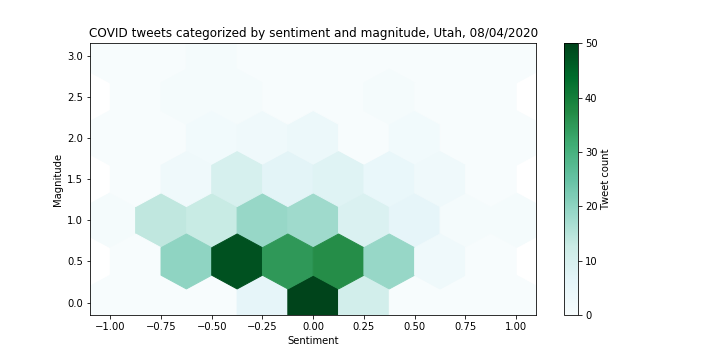 COVID tweets categorized by sentiment and magnitude, Utah, 08/04/2020
3.0
2.5
2.0
1.5
1.0
0.5
0.0
Magnitude
−1.00 −0.75 −0.50 −0.25 0.00 0.25 0.50 0.75 1.00
Sentiment
50
40
30
20
10
0
Tweet count